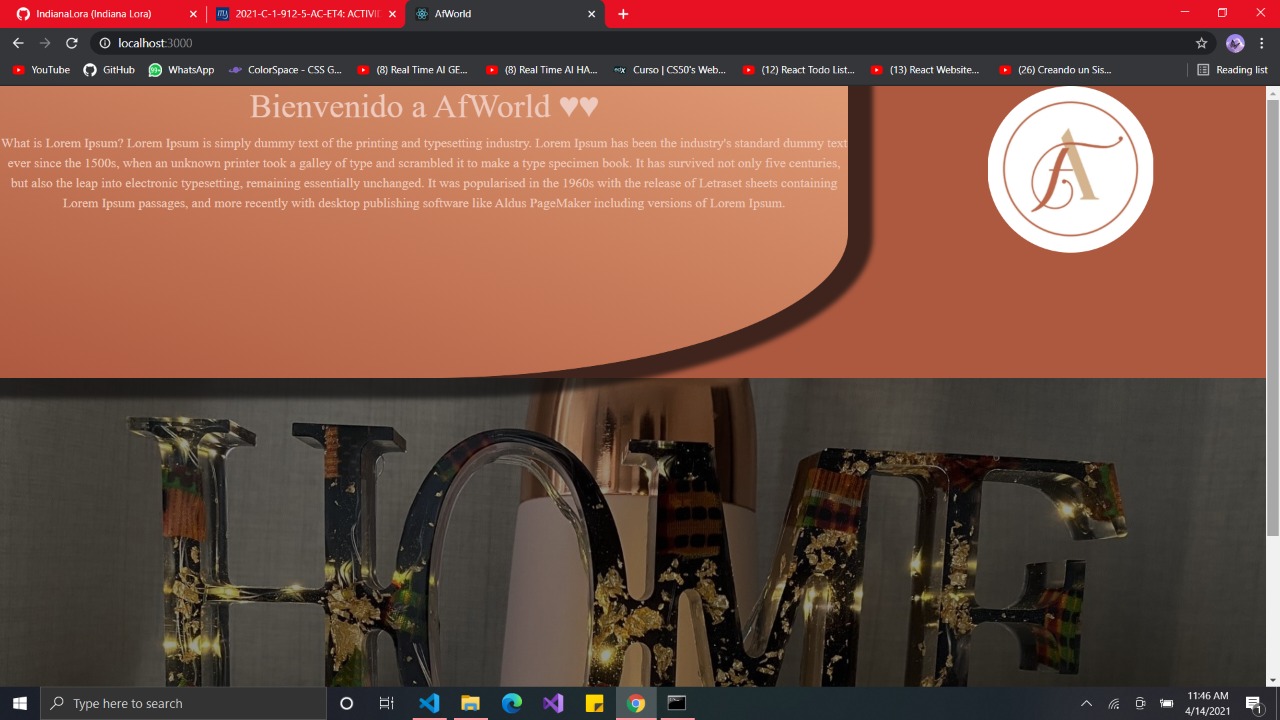 IndianaLora (Indiana Lora)
2021-C-1-912-5-AC-ET4: ACTIVID
AfWorld
localhost:3000
YouTube
GitHub
99+
WhatsApp
ColorSpace - CSS G...
(8) Real Time AI GE...
(8) Real Time AI HA...
edX
Curso | CS50's Web...
(12) React Todo List...
(13) React Website...
(26) Creando un Sis...
Reading list
Bienvenido a AfWorld ♥♥
What is Lorem Ipsum? Lorem Ipsum is simply dummy text of the printing and typesetting industry. Lorem Ipsum has been the industry's standard dummy text
ever since the 1500s, when an unknown printer took a galley of type and scrambled it to make a type specimen book. It has survived not only five centuries,
but also the leap into electronic typesetting, remaining essentially unchanged. It was popularised in the 1960s with the release of Letraset sheets containing
Lorem Ipsum passages, and more recently with desktop publishing software like Aldus PageMaker including versions of Lorem Ipsum.
A
HOME
Type here to search
11:46 AM
4/14/2021
1